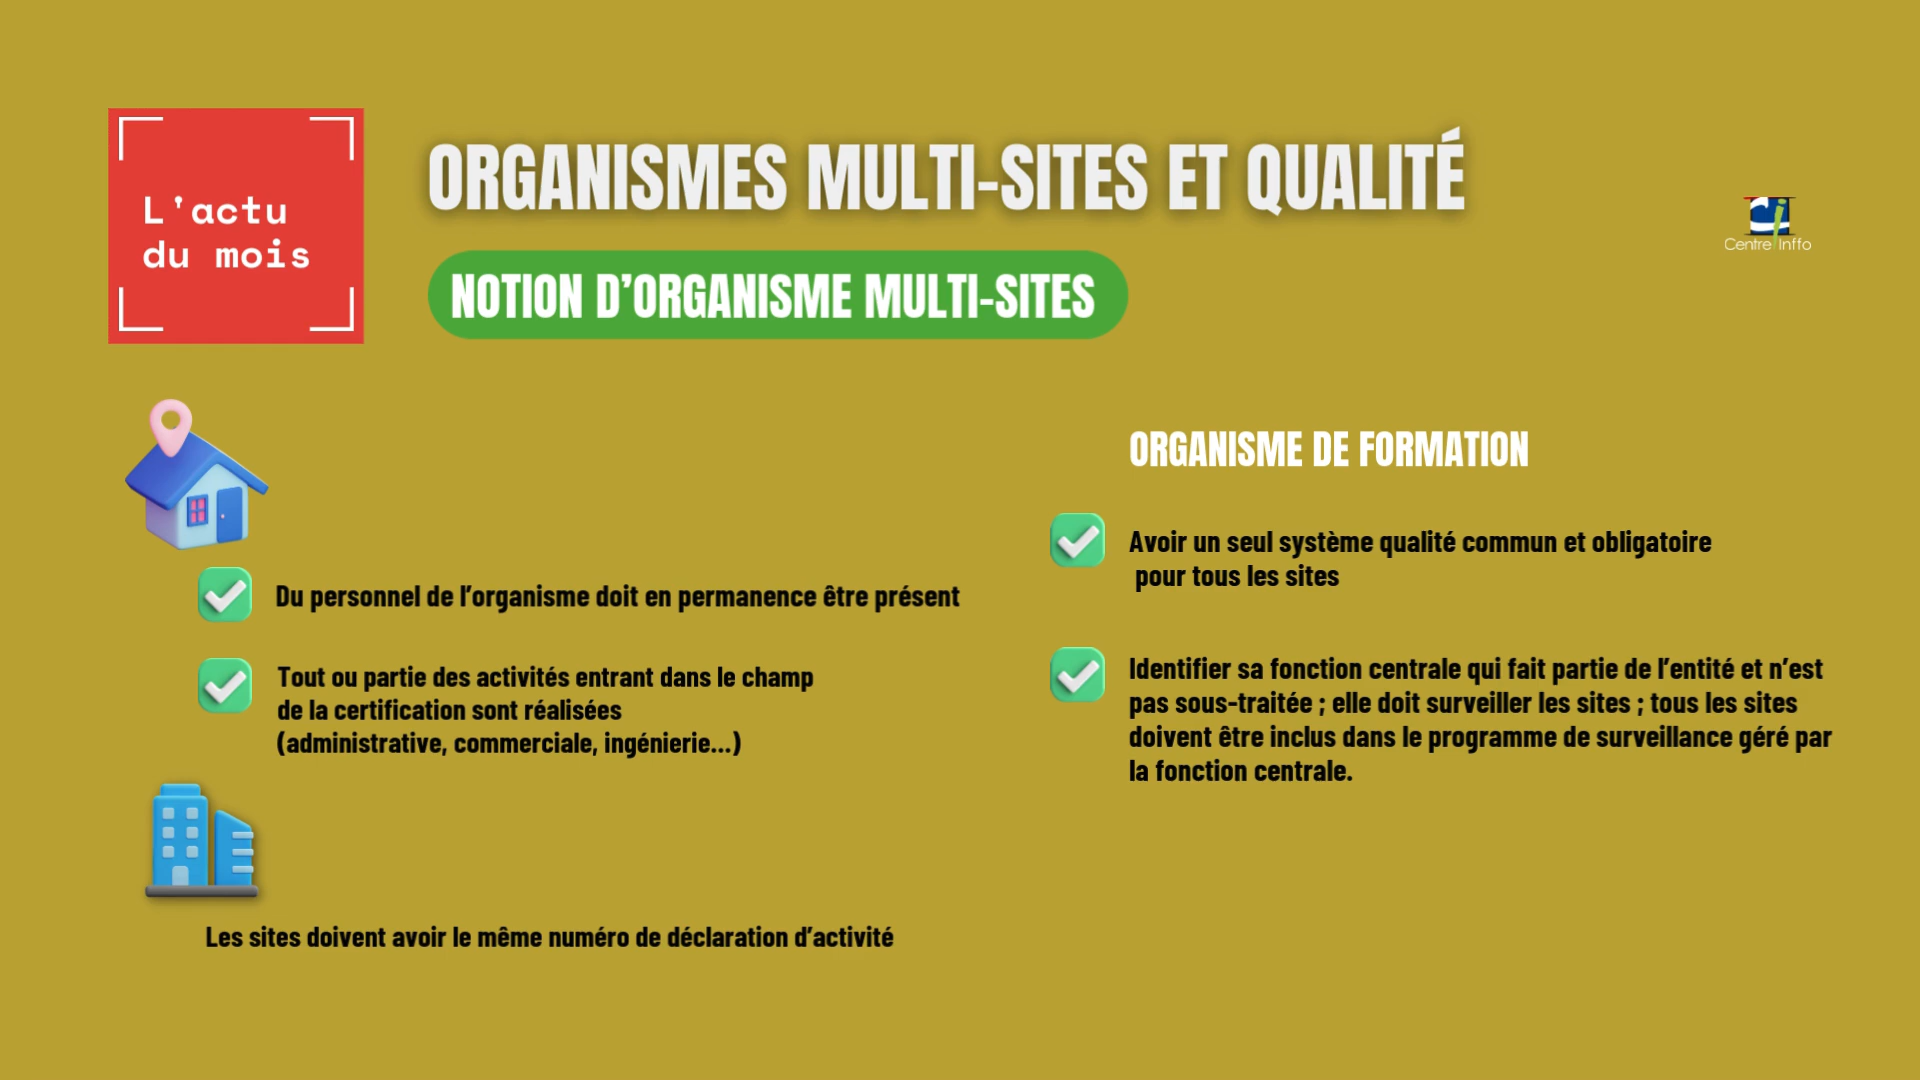 L'actu
du mois
ORGANISMES MULTI-SITES ET QUALITÉ
NOTION D’ORGANISME MULTI-SITES
Centre Inffo
Du personnel de l’organisme doit en permanence être présent
Tout ou partie des activités entrant dans le champ
de la certification sont réalisées
(administrative, commerciale, ingénierie...)
Les sites doivent avoir le même numéro de déclaration d’activité
ORGANISME DE FORMATION
Avoir un seul système qualité commun et obligatoire
pour tous les sites
Identifier sa fonction centrale qui fait partie de l’entité et n’est
pas sous-traitée ; elle doit surveiller les sites ; tous les sites
doivent être inclus dans le programme de surveillance géré par
la fonction centrale.